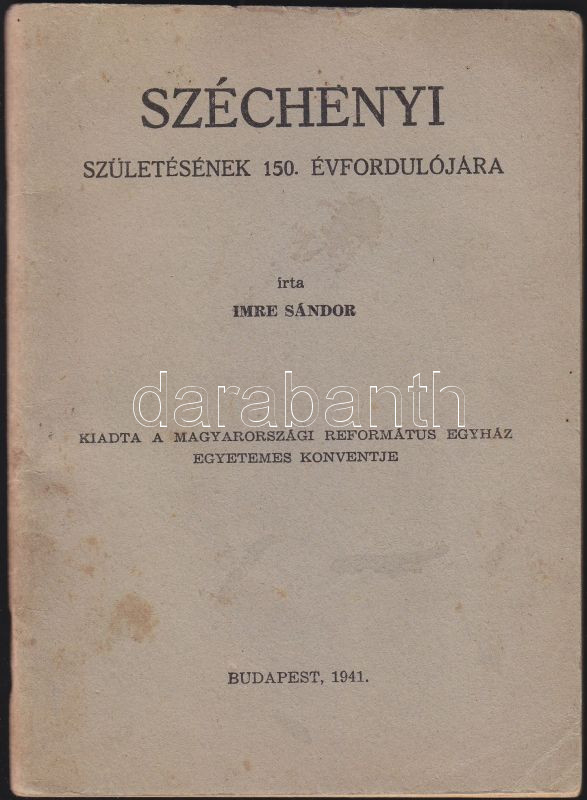 SZÉCHENYI
SZÜLETÉSÉNEK 150. ÉVFORDULÓJÁRA
írta
IMRE SÁNDOR
darabanth
KIADTA A MAGYARORSZÁGI REFORMÁTUS EGYHÁZ
EGYETEMES KONVENTJE
BUDAPEST, 1941.